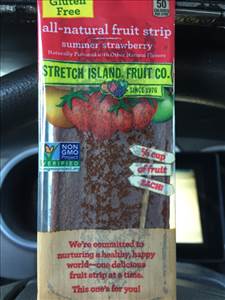 Gluten
Free
50
all-natural fruit strip
summer strawberry
Naturally Flavored with Other Natural Flavors
STRETCH ISLAND FRUIT CO.
SINCE 1976
NON
GMO
Project
VERIFIED
½ cup
of fruit
EACH!
We're committed to
nurturing a healthy, happy
world—one delicious
fruit strip at a time.
This one's for you!